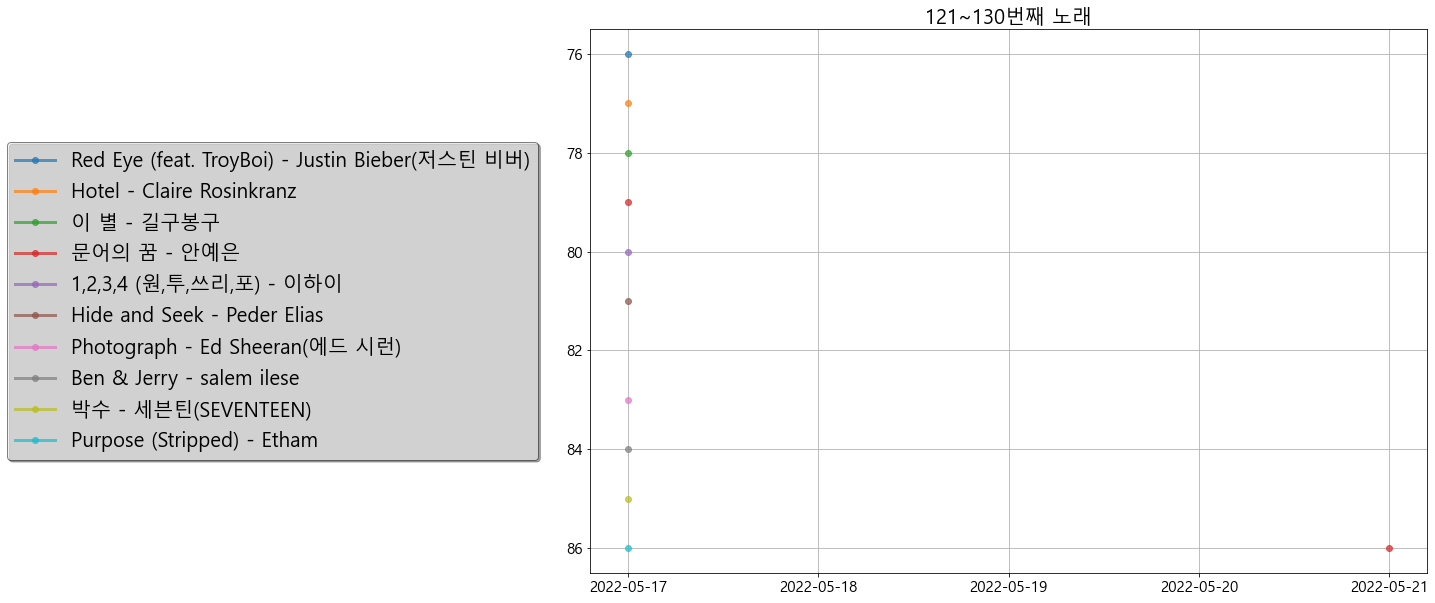 121~130번째 노래
Red Eye (feat. TroyBoi) - Justin Bieber(저스틴 비버)
Hotel - Claire Rosinkranz
이 별 - 길구봉구
문어의 꿈 - 안예은
1,2,3,4 (원,투,쓰리,포) - 이하이
Hide and Seek - Peder Elias
Photograph - Ed Sheeran(에드 시런)
Ben & Jerry - salem ilese
박수 - 세븐틴(SEVENTEEN)
Purpose (Stripped) - Etham
76
78
80
82
84
86
2022-05-17 2022-05-18 2022-05-19 2022-05-20 2022-05-21